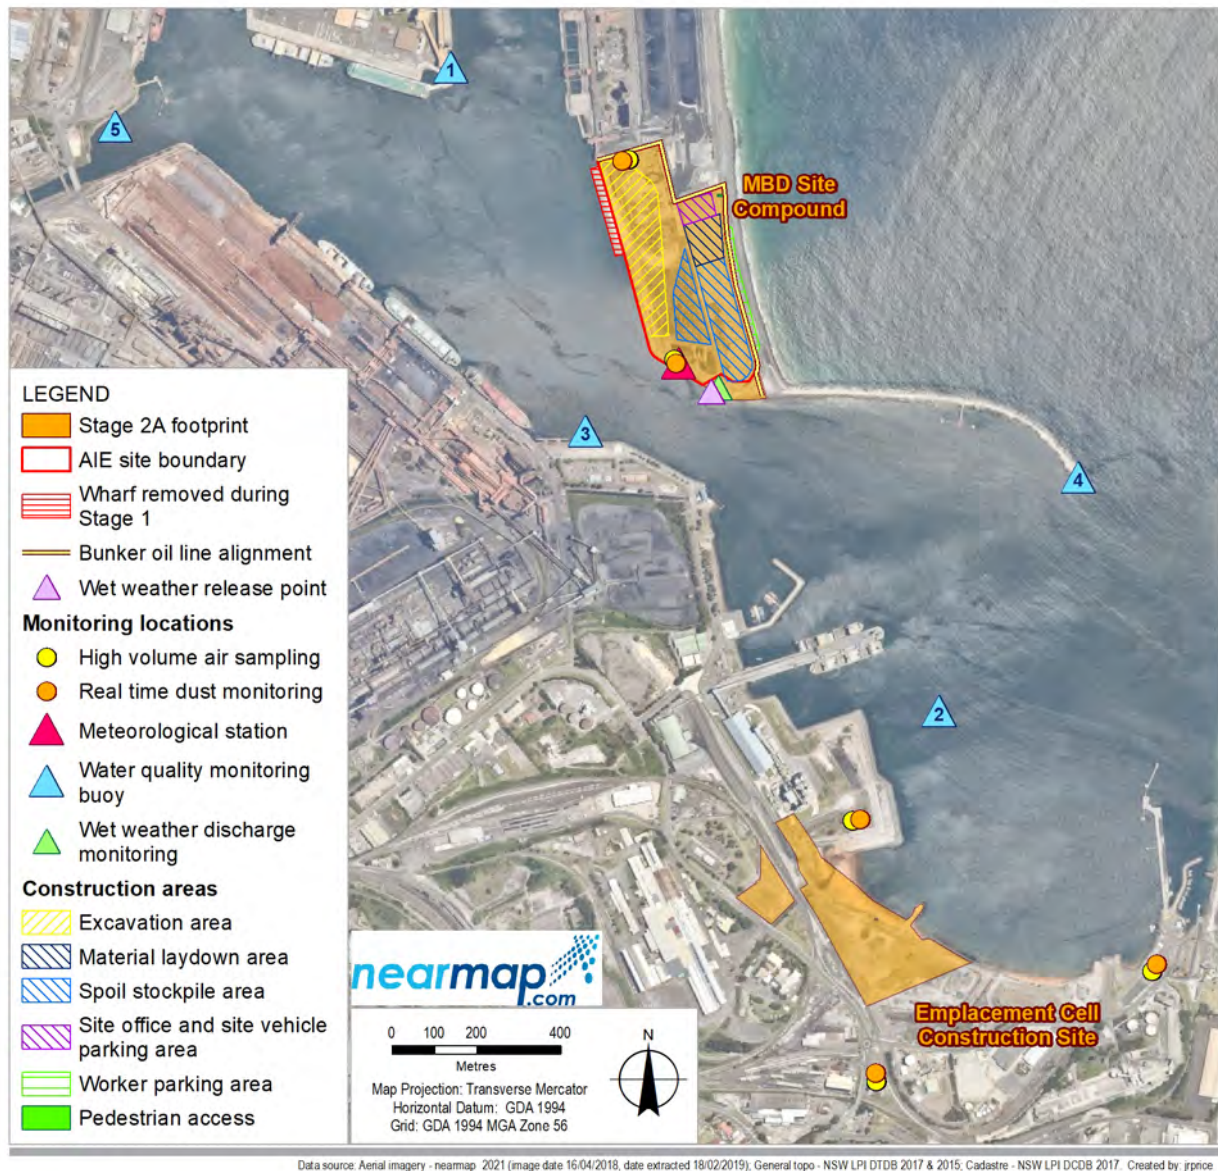 1
5
MBD Site
Compound
3
4
2
LEGEND
Stage 2A footprint
AIE site boundary
Wharf removed during
Stage 1
Bunker oil line alignment
Wet weather release point
Monitoring locations
High volume air sampling
Real time dust monitoring
Meteorological station
Water quality monitoring
buoy
Wet weather discharge
monitoring
Construction areas
Excavation area
Material laydown area
Spoil stockpile area
Site office and site vehicle
parking area
Worker parking area
Pedestrian access
nearmap
.com
Emplacement Cell
Construction Site
0 100 200 400
Metres
Map Projection: Transverse Mercator
Horizontal Datum: GDA 1994
Grid: GDA 1994 MGA Zone 56
N
Data source: Aerial imagery - nearmap 2021 (image date 16/04/2018, date extracted 18/02/2019); General topo - NSW LPI DTDB 2017 & 2015; Cadastre - NSW LPI DCDB 2017. Created by: jrprice